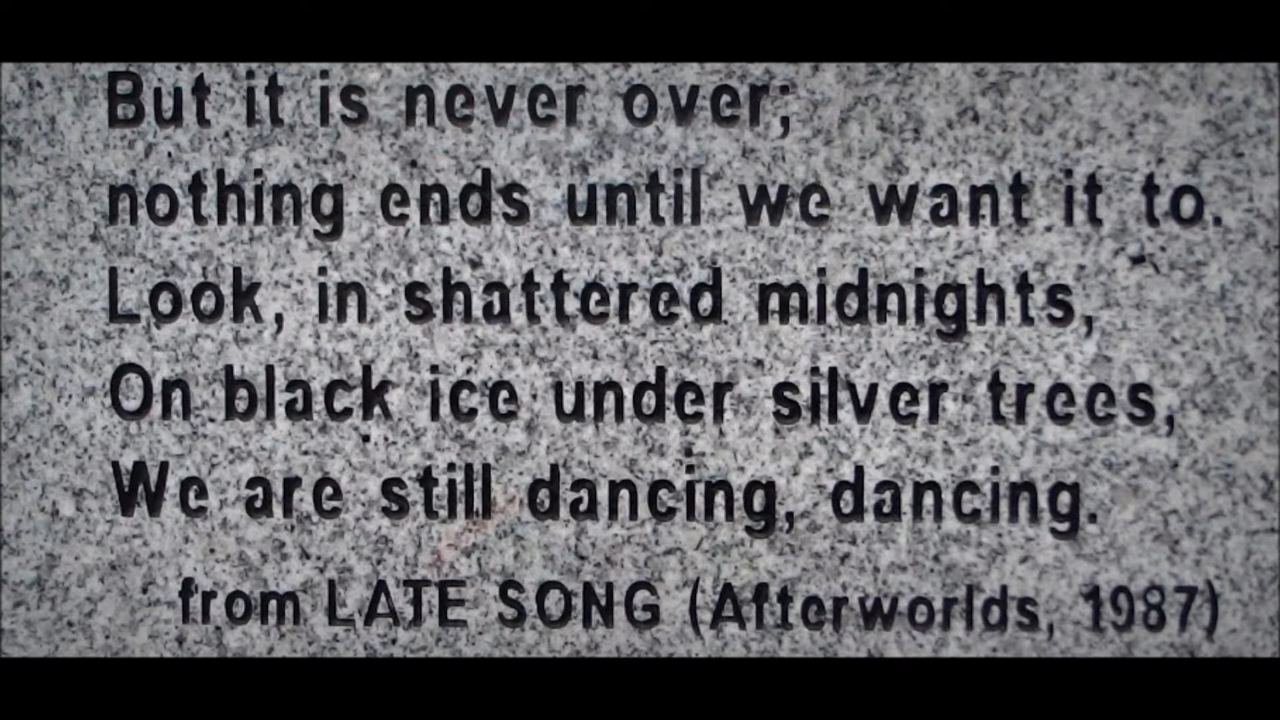 But it is never over;
nothing ends until we want it to.
Look, in shattered midnights,
On black ice under silver trees,
We are still dancing, dancing.
from LATE SONG (Afterworlds, 1987)